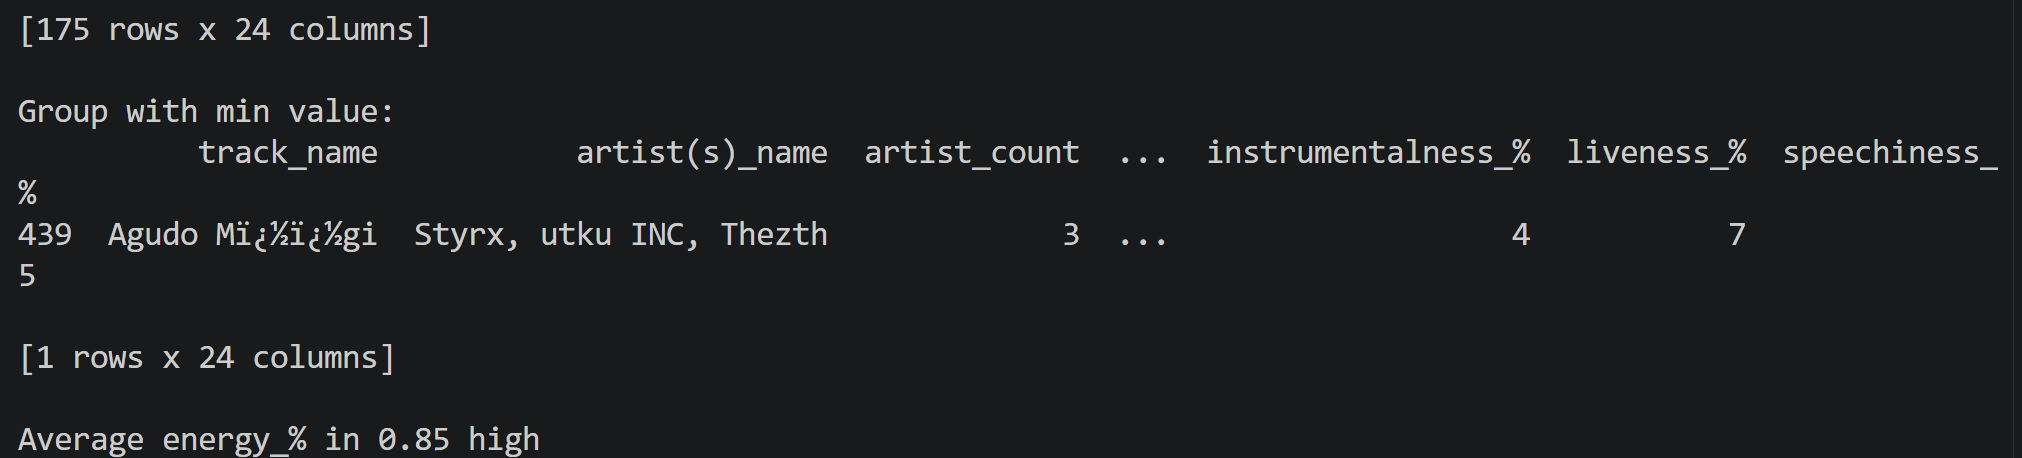 [175 rows x 24 columns]
Group with min value:
track_name artist(s)_name artist_count ... instrumentalness_% liveness_% speechiness_
%
439 Agudo Mï¿½ï¿½gi Styrx, utku INC, Thezth 3 ... 4 7
5
[1 rows x 24 columns]
Average energy_% in 0.85 high